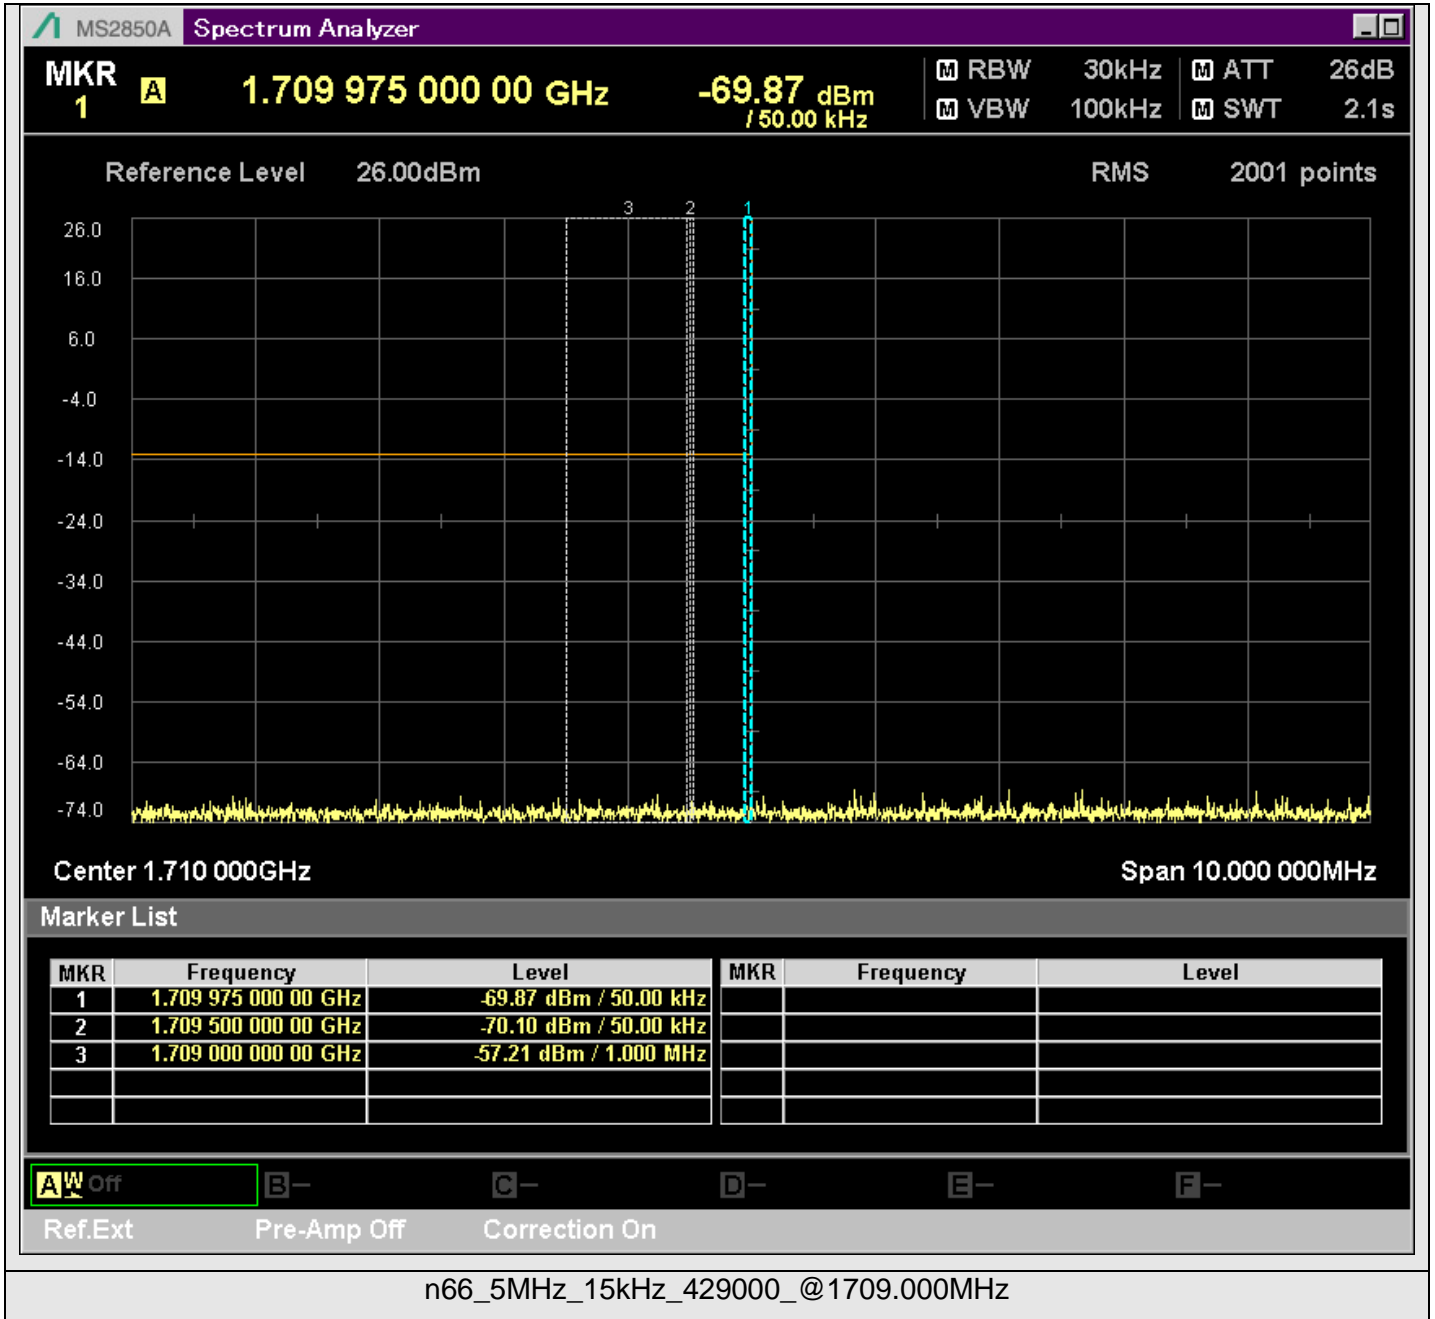 MS2850A Spectrum Analyzer
MKR 1 A 1.709 975 000 00 GHz -69.87 dBm / 50.00 kHz
M RBW 30kHz M ATT 26dB
M VBW 100kHz M SWT 2.1s
Reference Level 26.00dBm RMS 2001 points
3 2 1
26.0
16.0
6.0
-4.0
-14.0
-24.0
-34.0
-44.0
-54.0
-64.0
-74.0
Center 1.710 000GHz Span 10.000 000MHz
Marker List
MKR Frequency Level MKR Frequency Level
1 1.709 975 000 00 GHz -69.87 dBm / 50.00 kHz
2 1.709 500 000 00 GHz -70.10 dBm / 50.00 kHz
3 1.709 000 000 00 GHz -57.21 dBm / 1.000 MHz
A W Off B - C - D - E - F -
Ref.Ext Pre-Amp Off Correction On
n66_5MHz_15kHz_429000_@1709.000MHz